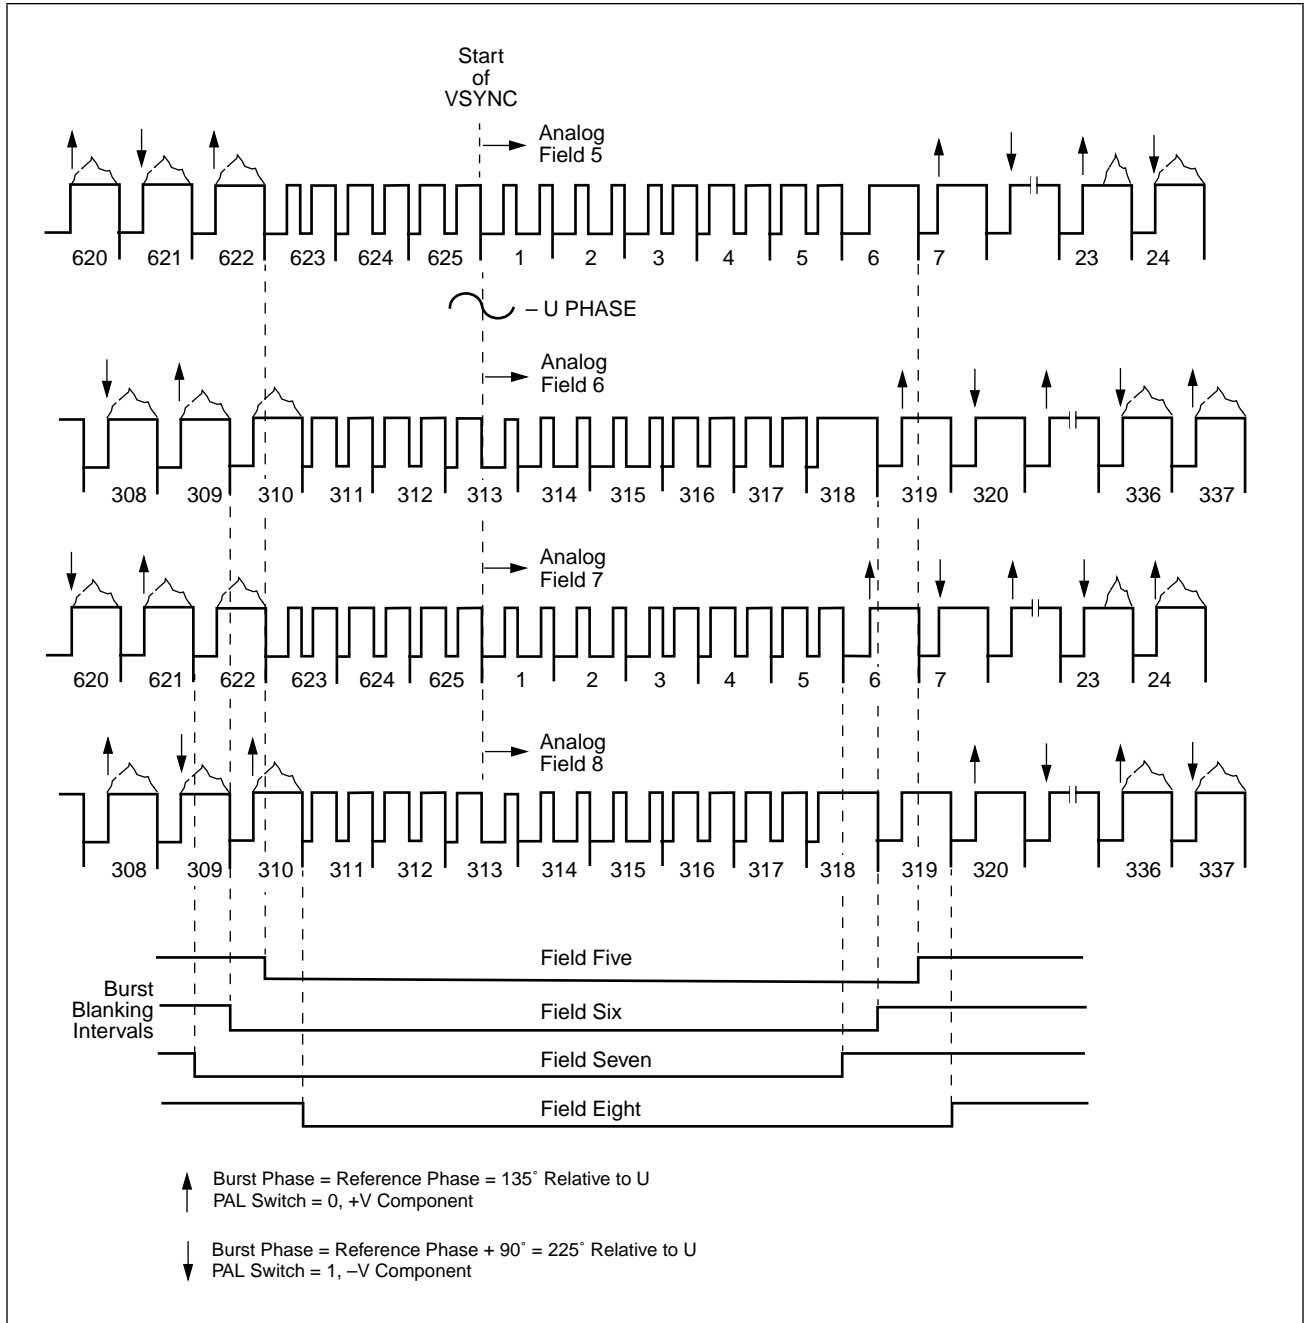 Start
of
VSYNC
Analog
Field 5
620 621 622 623 624 625 1 2 3 4 5 6 7 23 24
– U PHASE
Analog
Field 6
308 309 310 311 312 313 314 315 316 317 318 319 320 336 337
Analog
Field 7
620 621 622 623 624 625 1 2 3 4 5 6 7 23 24
Analog
Field 8
308 309 310 311 312 313 314 315 316 317 318 319 320 336 337
Field Five
Burst
Blanking
Intervals
Field Six
Field Seven
Field Eight
Burst Phase = Reference Phase = 135° Relative to U
PAL Switch = 0, +V Component
Burst Phase = Reference Phase + 90° = 225° Relative to U
PAL Switch = 1, –V Component